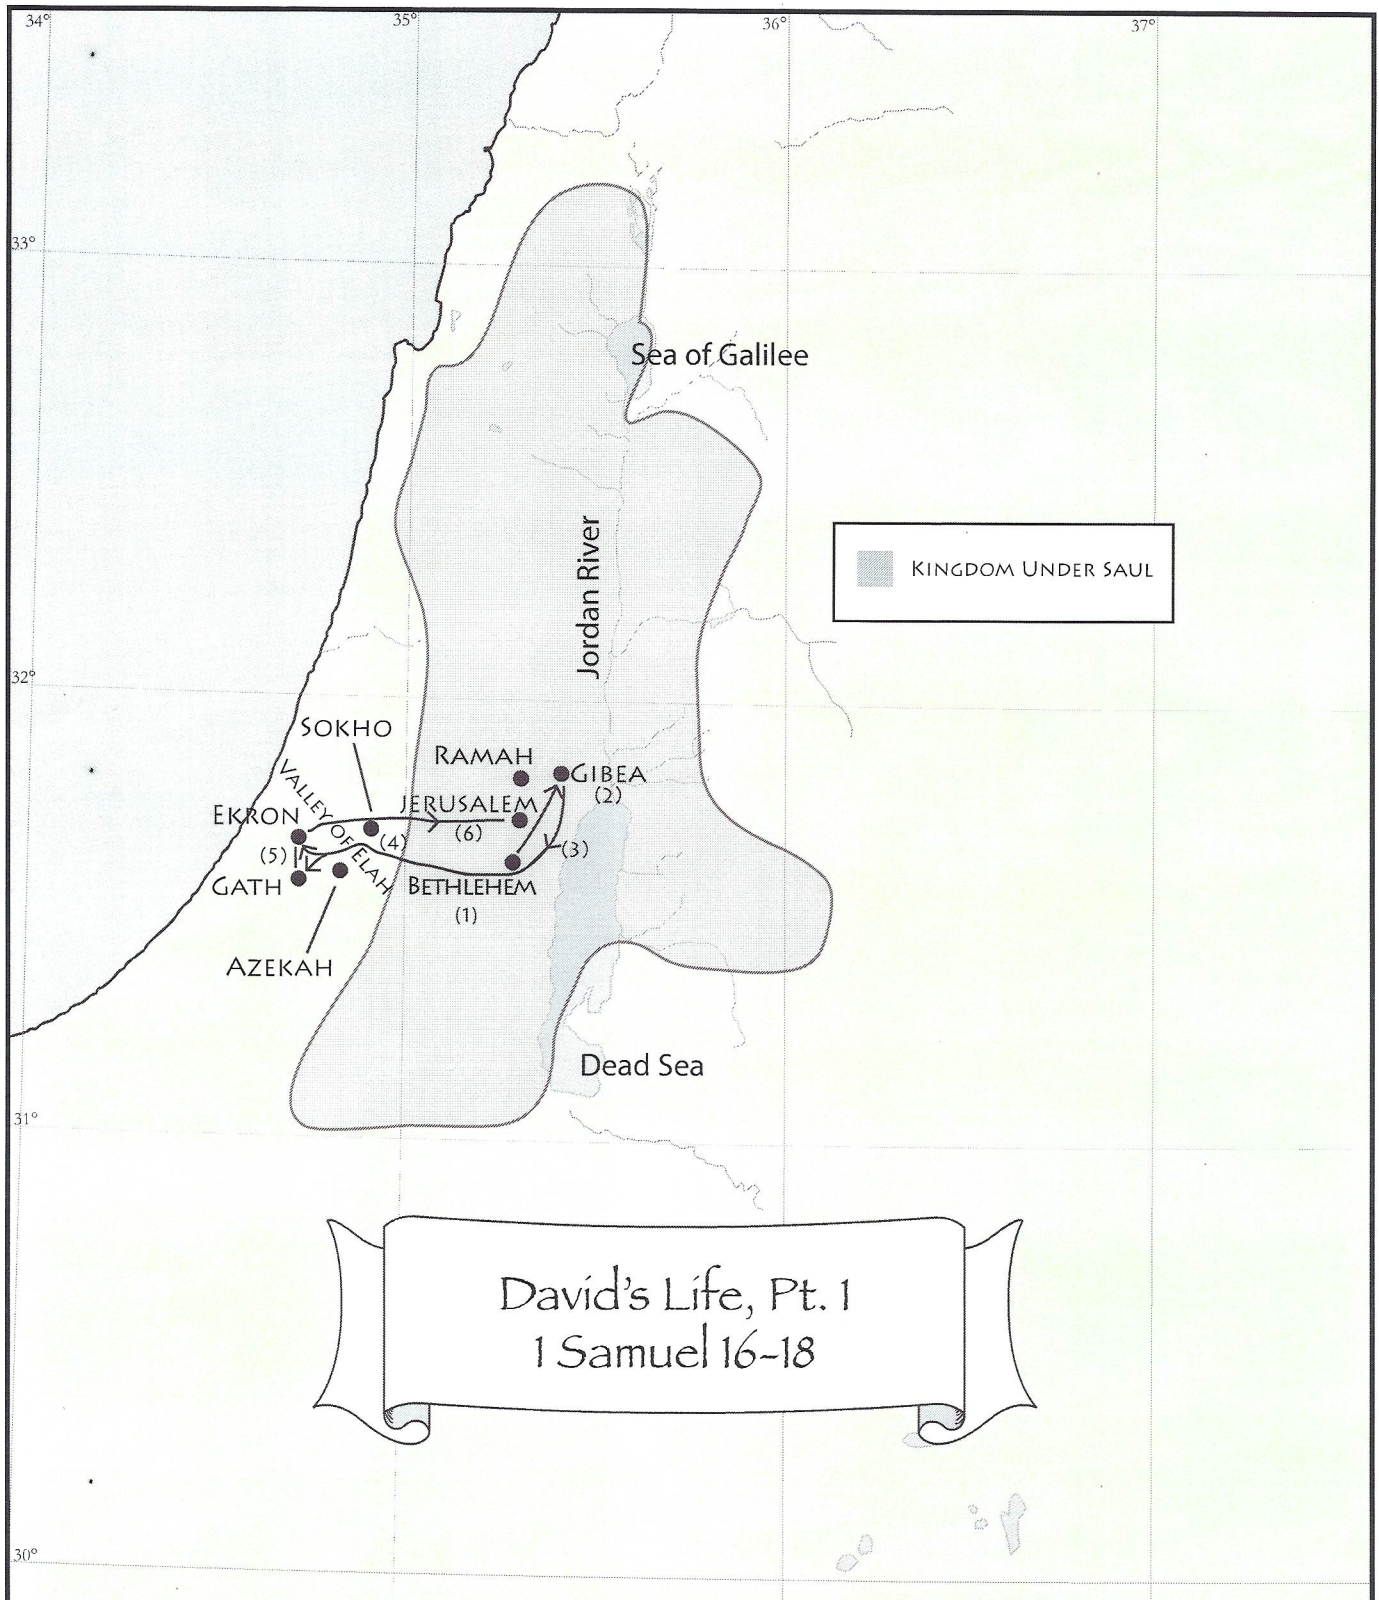 34°
35°
36°
37°
33°
Sea of Galilee
Jordan River
KINGDOM UNDER SAUL
32°
SOKHO
RAMAH
GIBEA
(2)
VALLEY OF ELAH
EKRON
JERUSALEM
(6)
(4)
(3)
(5)
GATH
BETHLEHEM
(1)
AZEKAH
Dead Sea
31°
David's Life, Pt. 1
1 Samuel 16-18
30°